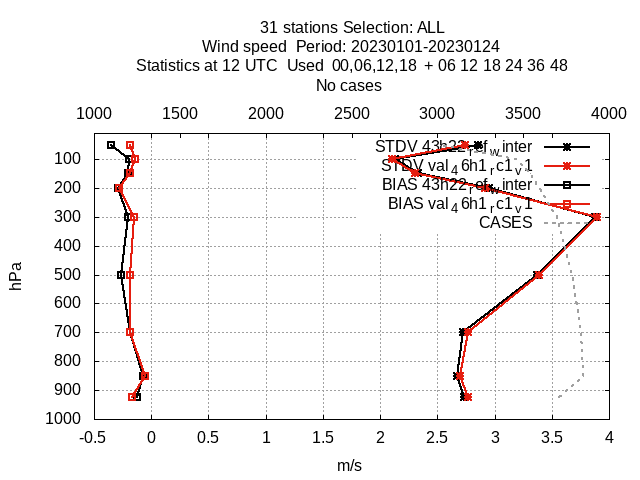 31 stations Selection: ALL
Wind speed  Period: 20230101-20230124
Statistics at 12 UTC  Used  00,06,12,18  + 06 12 18 24 36 48
No cases
1000 1500 2000 2500 3000 3500 4000
STDV 43h22_ref_winter
STDV val_46h1_rc1_v1
BIAS 43h22_ref_winter
BIAS val_46h1_rc1_v1
CASES
100
200
300
400
500
600
700
800
900
1000
hPa
-0.5 0 0.5 1 1.5 2 2.5 3 3.5 4
m/s